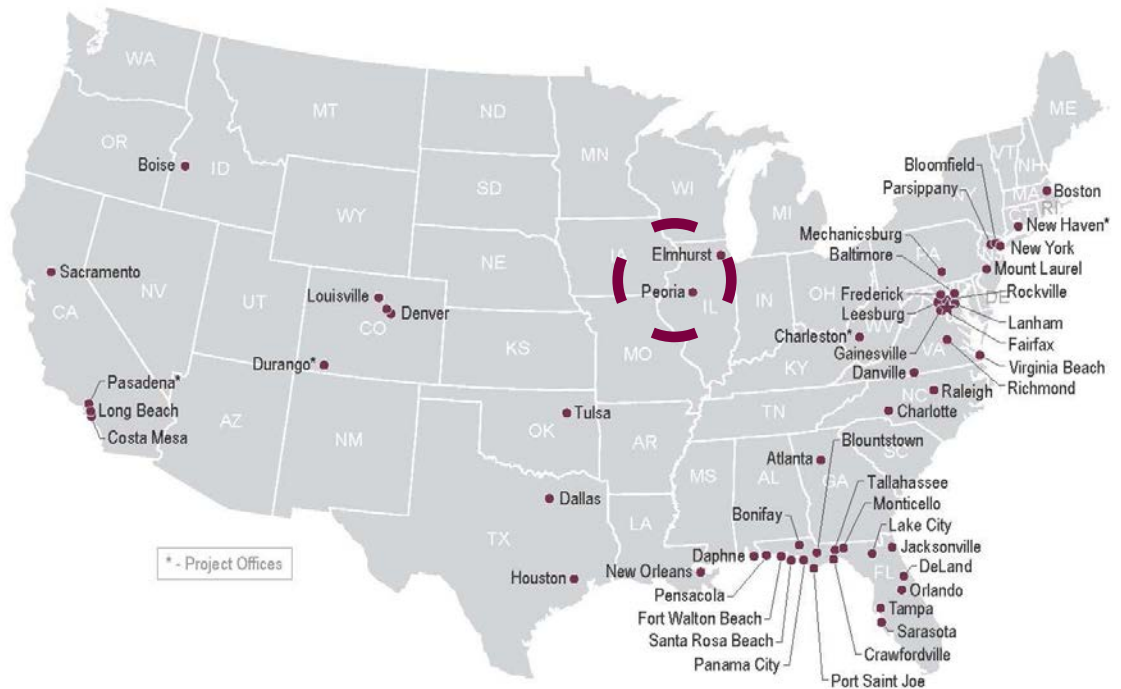 WA
MT
ND
MN
ME
OR
ID
Boise
SD
WI
MI
VT
NH
NY
MA
Boston
CT
RI
New Haven*
Bloomfield
Parsippany
New York
WY
IA
NE
Elmhurst
Peoria
IL
IN
OH
PA
Mechanicsburg
Baltimore
Mount Laurel
DE
Sacramento
CA
NV
UT
Louisville
Denver
CO
Durango*
KS
MO
KY
WV
Charleston*
Frederick
Leesburg
Gainesville
Danville
Rockville
Lanham
Fairfax
Virginia Beach
Richmond
VA
Pasadena*
Long Beach
Costa Mesa
AZ
NM
OK
Tulsa
AR
TN
NC
Raleigh
Charlotte
SC
Atlanta
GA
MS
AL
LA
TX
Dallas
Houston
New Orleans
Blountstown
Tallahassee
Monticello
Lake City
Jacksonville
DeLand
Orlando
Tampa
Sarasota
FL
Bonifay
Daphne
Pensacola
Fort Walton Beach
Santa Rosa Beach
Panama City
Port Saint Joe
Crawfordville
* - Project Offices